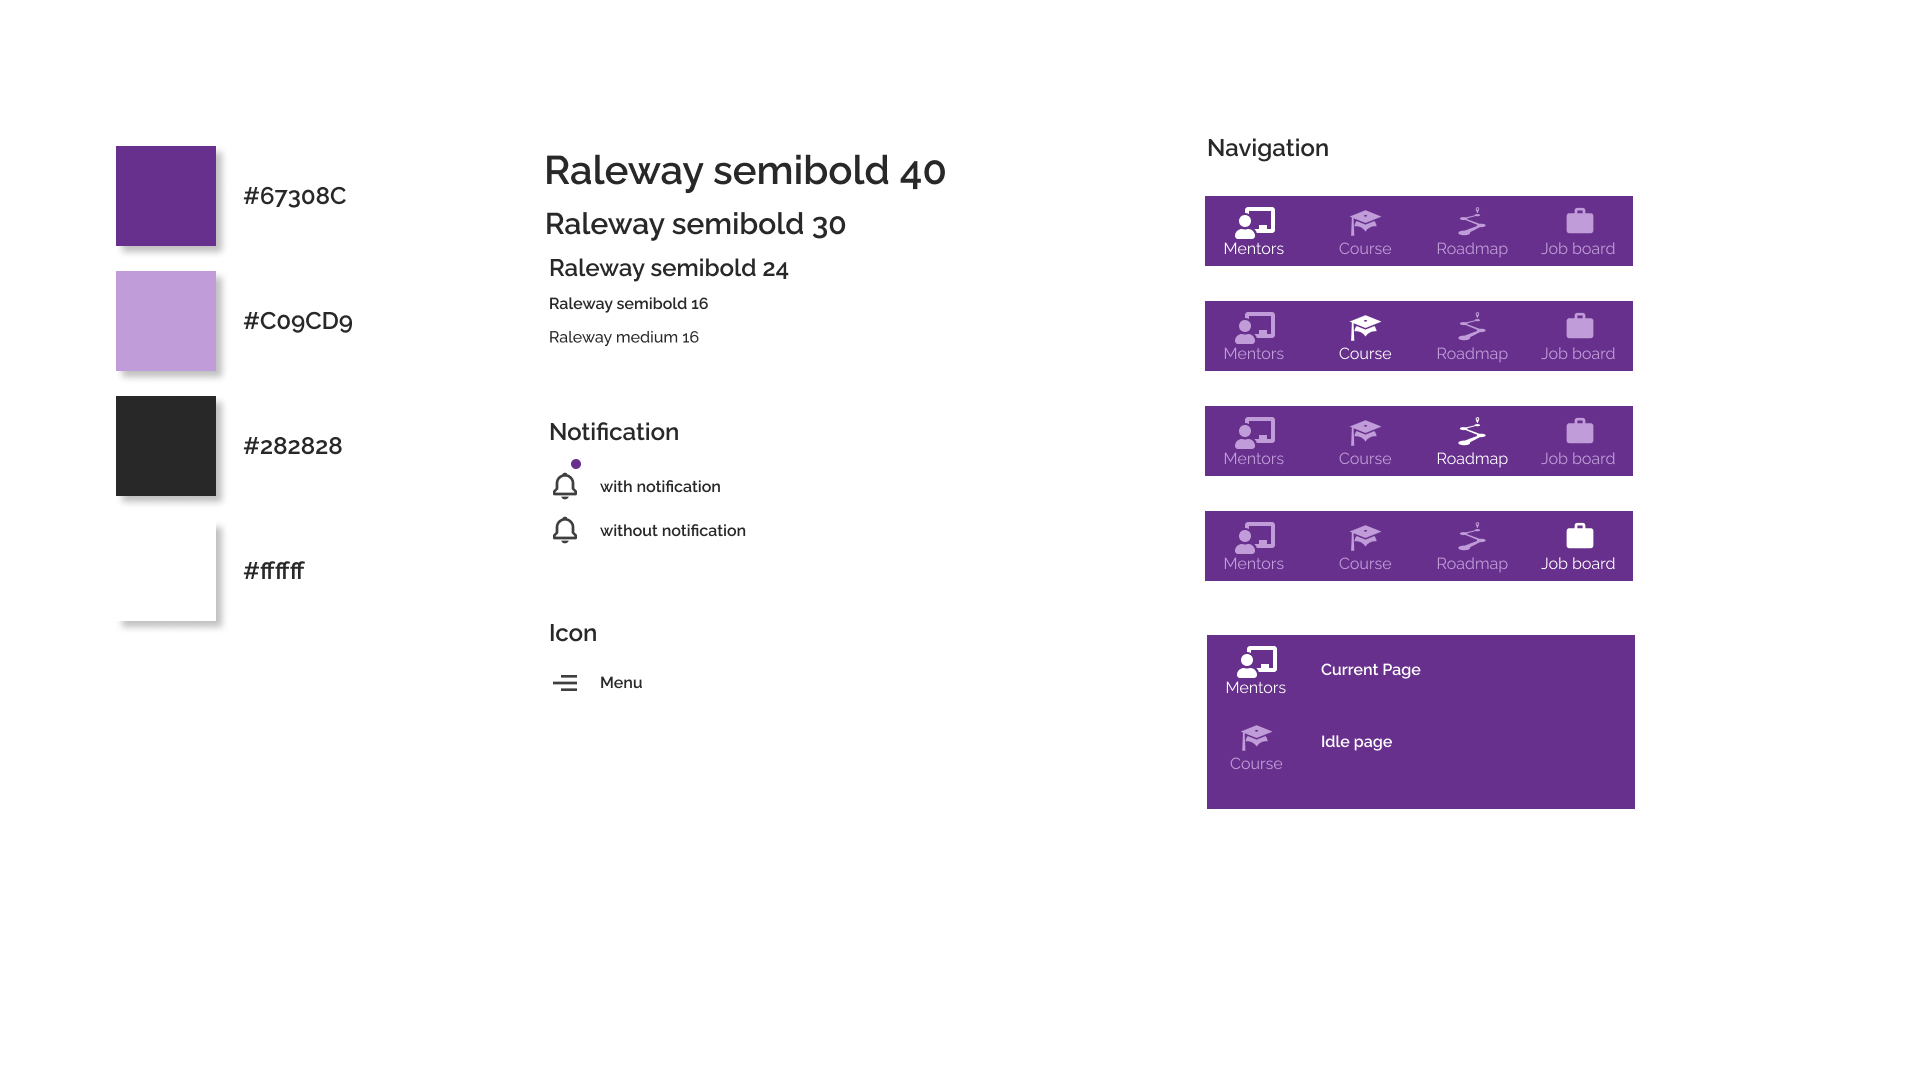 #67308C
#C09CD9
#282828
#ffffff
Raleway semibold 40
Raleway semibold 30
Raleway semibold 24
Raleway semibold 16
Raleway medium 16
Notification
with notification
without notification
Icon
Menu
Navigation
Mentors Course Roadmap Job board
Mentors Course Roadmap Job board
Mentors Course Roadmap Job board
Mentors Course Roadmap Job board
Current Page
Mentors
Idle page
Course